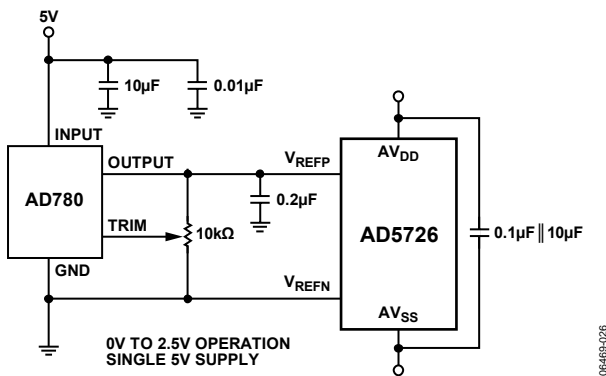 5V
10µF
0.01µF
INPUT
OUTPUT
AD780
TRIM
GND
10kΩ
0.2µF
VREFP
VREFN
AVDD
AD5726
AVSS
0.1µF || 10µF
0V TO 2.5V OPERATION
SINGLE 5V SUPPLY
06469-026